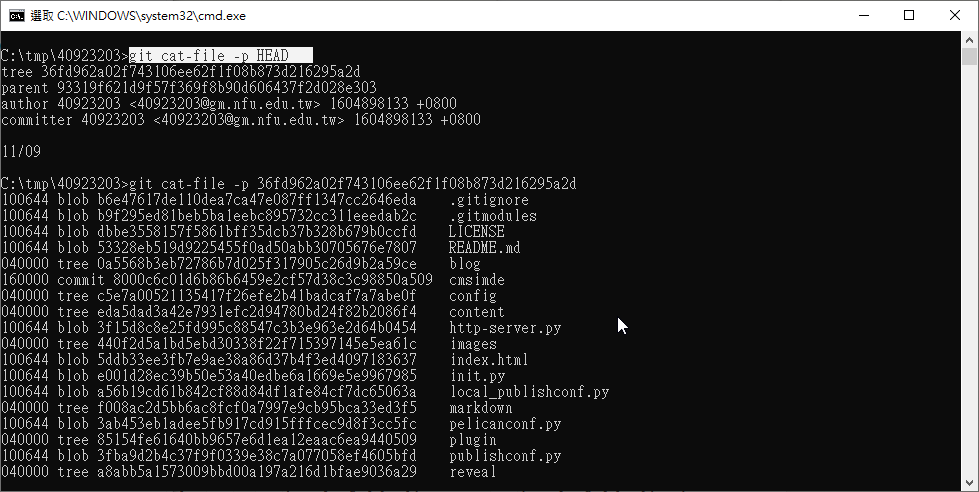 選取 C:\WINDOWS\system32\cmd.exe
C:\tmp\40923203>git cat-file -p HEAD
tree 36fd962a02f743106ee62f1f08b873d216295a2d
parent 93319f621d9f57f369f8b90d606437f2d028e303
author 40923203 <40923203@gm.nfu.edu.tw> 1604898133 +0800
committer 40923203 <40923203@gm.nfu.edu.tw> 1604898133 +0800
11/09
C:\tmp\40923203>git cat-file -p 36fd962a02f743106ee62f1f08b873d216295a2d
100644 blob b6e47617de110dea7ca47e087ff1347cc2646eda .gitignore
100644 blob b9f295ed81beb5ba1eebc895732cc311eeedab2c .gitmodules
100644 blob dbbe3558157f5861bff35dcb37b328b679b0ccfd LICENSE
100644 blob 53328eb519d9225455f0ad50abb30705676e7807 README.md
040000 tree 0a5568b3eb72786b7d025f317905c26d9b2a59ce blog
160000 commit 8000c6c01d6b86b6459e2cf57d38c3c98850a509 cmsimde
040000 tree c5e7a00521135417f26efe2b41badcaf7a7abe0f config
040000 tree eda5dad3a42e7931efc2d94780bd24f82b2086f4 content
100644 blob 3f15d8c8e25fd995c88547c3b3e963e2d64b0454 http-server.py
040000 tree 440f2d5a1bd5ebd30338f22f715397145e5ea61c images
100644 blob 5ddb33ee3fb7e9ae38a86d37b4f3ed4097183637 index.html
100644 blob e001d28ec39b50e53a40edbe6a1669e5e9967985 init.py
100644 blob a56b19cd61b842cf88d84df1afe84cf7dc65063a local_publishconf.py
040000 tree f008ac2d5bb6ac8fcf0a7997e9cb95bca33ed3f5 markdown
100644 blob 3ab453eb1adee5fb917cd915fffcec9d8f3cc5fc pelicanconf.py
040000 tree 85154fe61640bb9657e6d1ea12eaac6ea9440509 plugin
100644 blob 3fba9d2b4c37f9f0339e38c7a077058ef4605bfd publishconf.py
040000 tree a8abb5a1573009bbd00a197a216d1bfae9036a29 reveal